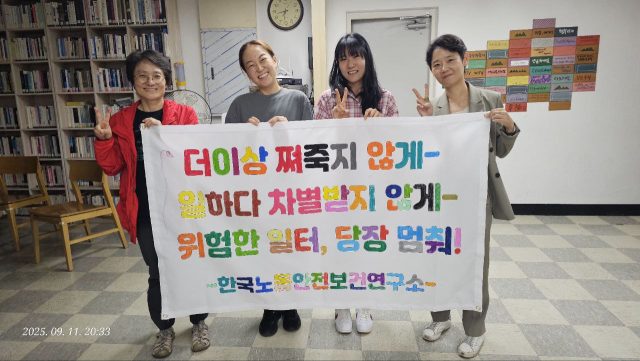 더이상 쪄죽지 않게-
일하다 차별받지 않게-
위험한 일터, 당장 멈춰!
한국노동안전보건연구소-
2025. 09. 11. 20:33